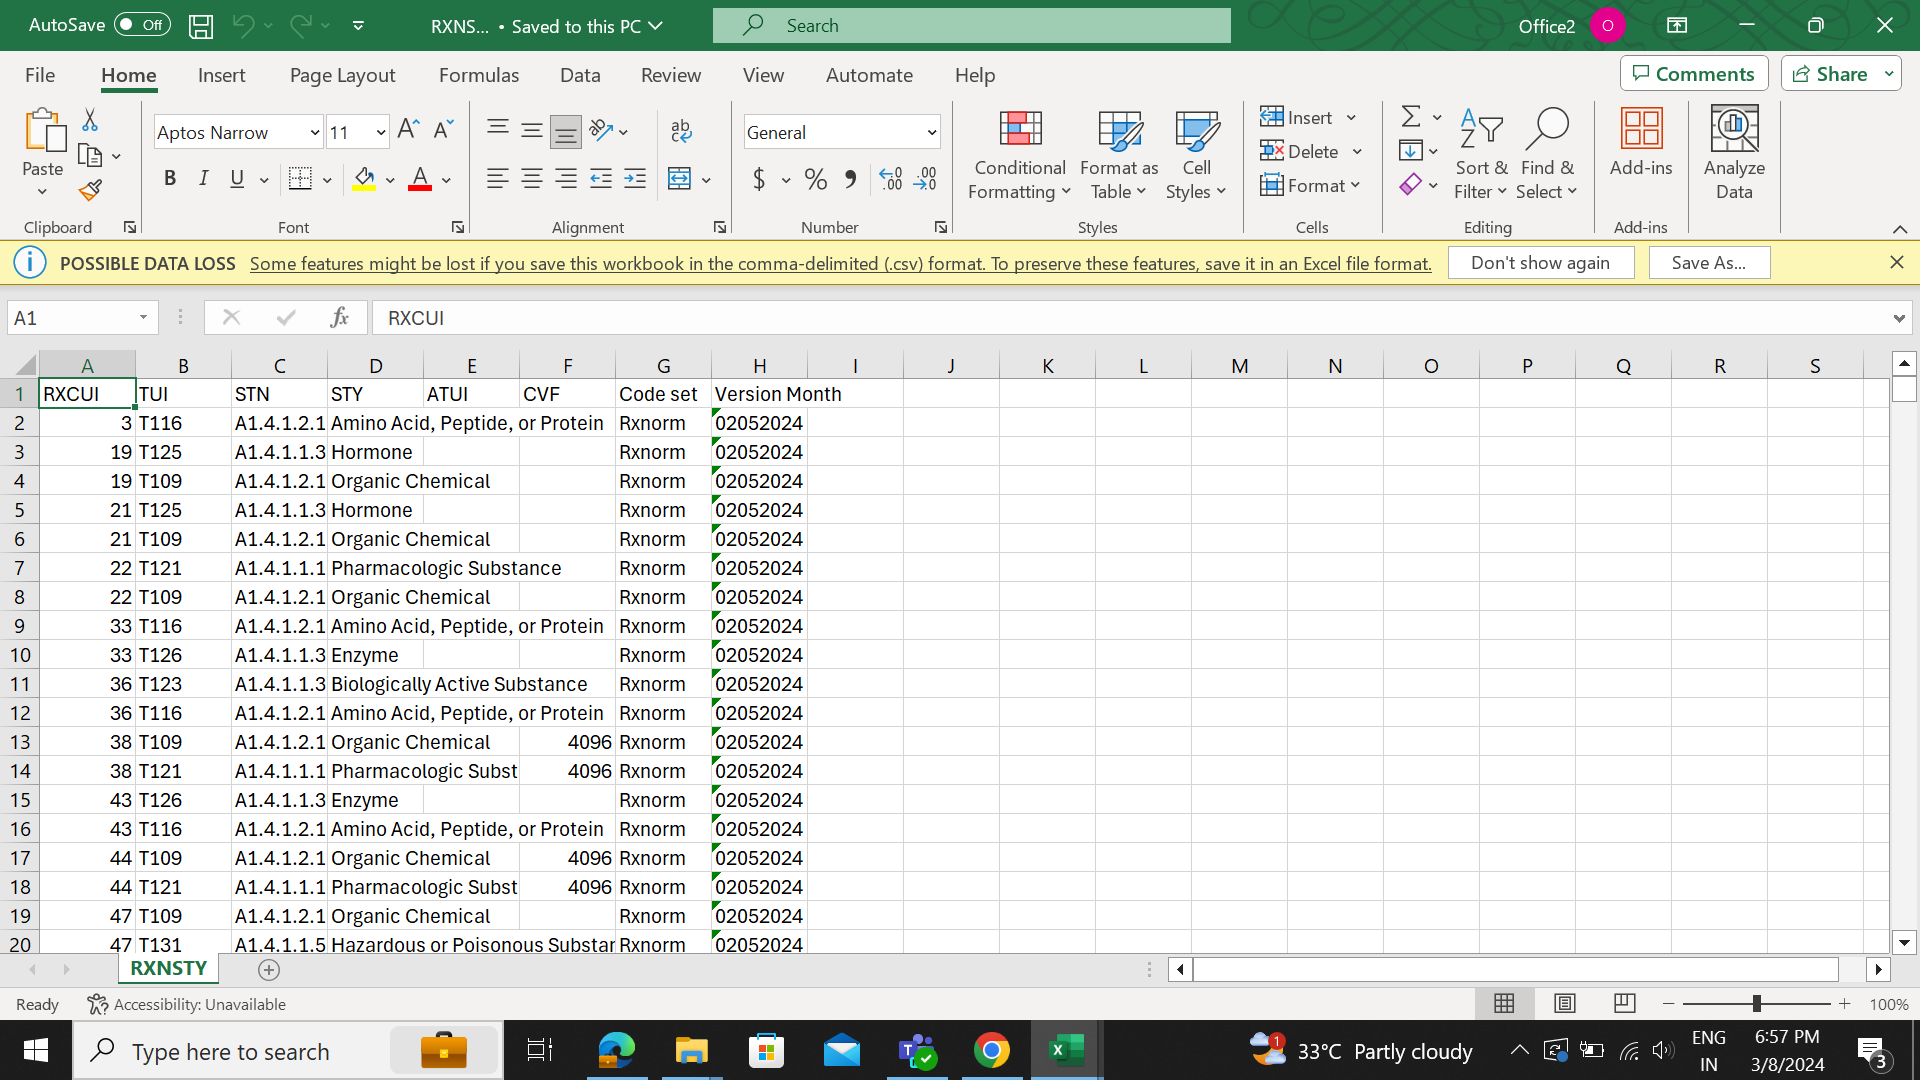 AutoSave Off RXNS... • Saved to this PC Search Office2 O
File Home Insert Page Layout Formulas Data Review View Automate Help Comments Share
Paste Aptos Narrow 11 General Conditional Formatting Format as Table Cell Styles Insert Delete Format Sort & Filter Find & Select Add-ins Analyze Data
Clipboard Font Alignment Number Styles Cells Editing Add-ins
POSSIBLE DATA LOSS Some features might be lost if you save this workbook in the comma-delimited (.csv) format. To preserve these features, save it in an Excel file format. Don't show again Save As...
A1 fx RXCUI
A B C D E F G H I J K L M N O P Q R S
1 RXCUI TUI STN STY ATUI CVF Code set Version Month
2 3 T116 A1.4.1.2.1 Amino Acid, Peptide, or Protein Rxnorm 02052024
3 19 T125 A1.4.1.1.3 Hormone Rxnorm 02052024
4 19 T109 A1.4.1.2.1 Organic Chemical Rxnorm 02052024
5 21 T125 A1.4.1.1.3 Hormone Rxnorm 02052024
6 21 T109 A1.4.1.2.1 Organic Chemical Rxnorm 02052024
7 22 T121 A1.4.1.1.1 Pharmacologic Substance Rxnorm 02052024
8 22 T109 A1.4.1.2.1 Organic Chemical Rxnorm 02052024
9 33 T116 A1.4.1.2.1 Amino Acid, Peptide, or Protein Rxnorm 02052024
10 33 T126 A1.4.1.1.3 Enzyme Rxnorm 02052024
11 36 T123 A1.4.1.1.3 Biologically Active Substance Rxnorm 02052024
12 36 T116 A1.4.1.2.1 Amino Acid, Peptide, or Protein Rxnorm 02052024
13 38 T109 A1.4.1.2.1 Organic Chemical 4096 Rxnorm 02052024
14 38 T121 A1.4.1.1.1 Pharmacologic Subst 4096 Rxnorm 02052024
15 43 T126 A1.4.1.1.3 Enzyme Rxnorm 02052024
16 43 T116 A1.4.1.2.1 Amino Acid, Peptide, or Protein Rxnorm 02052024
17 44 T109 A1.4.1.2.1 Organic Chemical 4096 Rxnorm 02052024
18 44 T121 A1.4.1.1.1 Pharmacologic Subst 4096 Rxnorm 02052024
19 47 T109 A1.4.1.2.1 Organic Chemical Rxnorm 02052024
20 47 T131 A1.4.1.1.5 Hazardous or Poisonous Substar Rxnorm 02052024
RXNSTY
Ready Accessibility: Unavailable 100%
Type here to search 1 33°C Partly cloudy ENG 6:57 PM
IN 3/8/2024 3